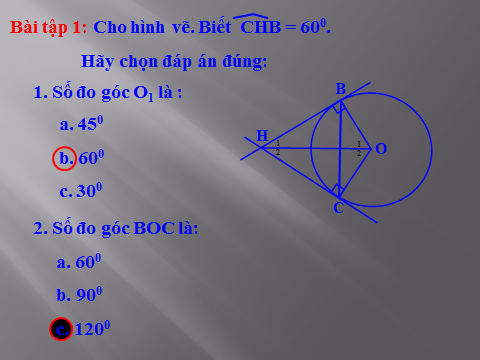 Bài tập 1: Cho hình vẽ. Biết CHB = 60⁰.
Hãy chọn đáp án đúng:
1. Số đo góc O₁ là :
a. 45⁰
b. 60⁰
c. 30⁰
B
H
1
2
1
2
O
C
2. Số đo góc BOC là:
a. 60⁰
b. 90⁰
c. 120⁰